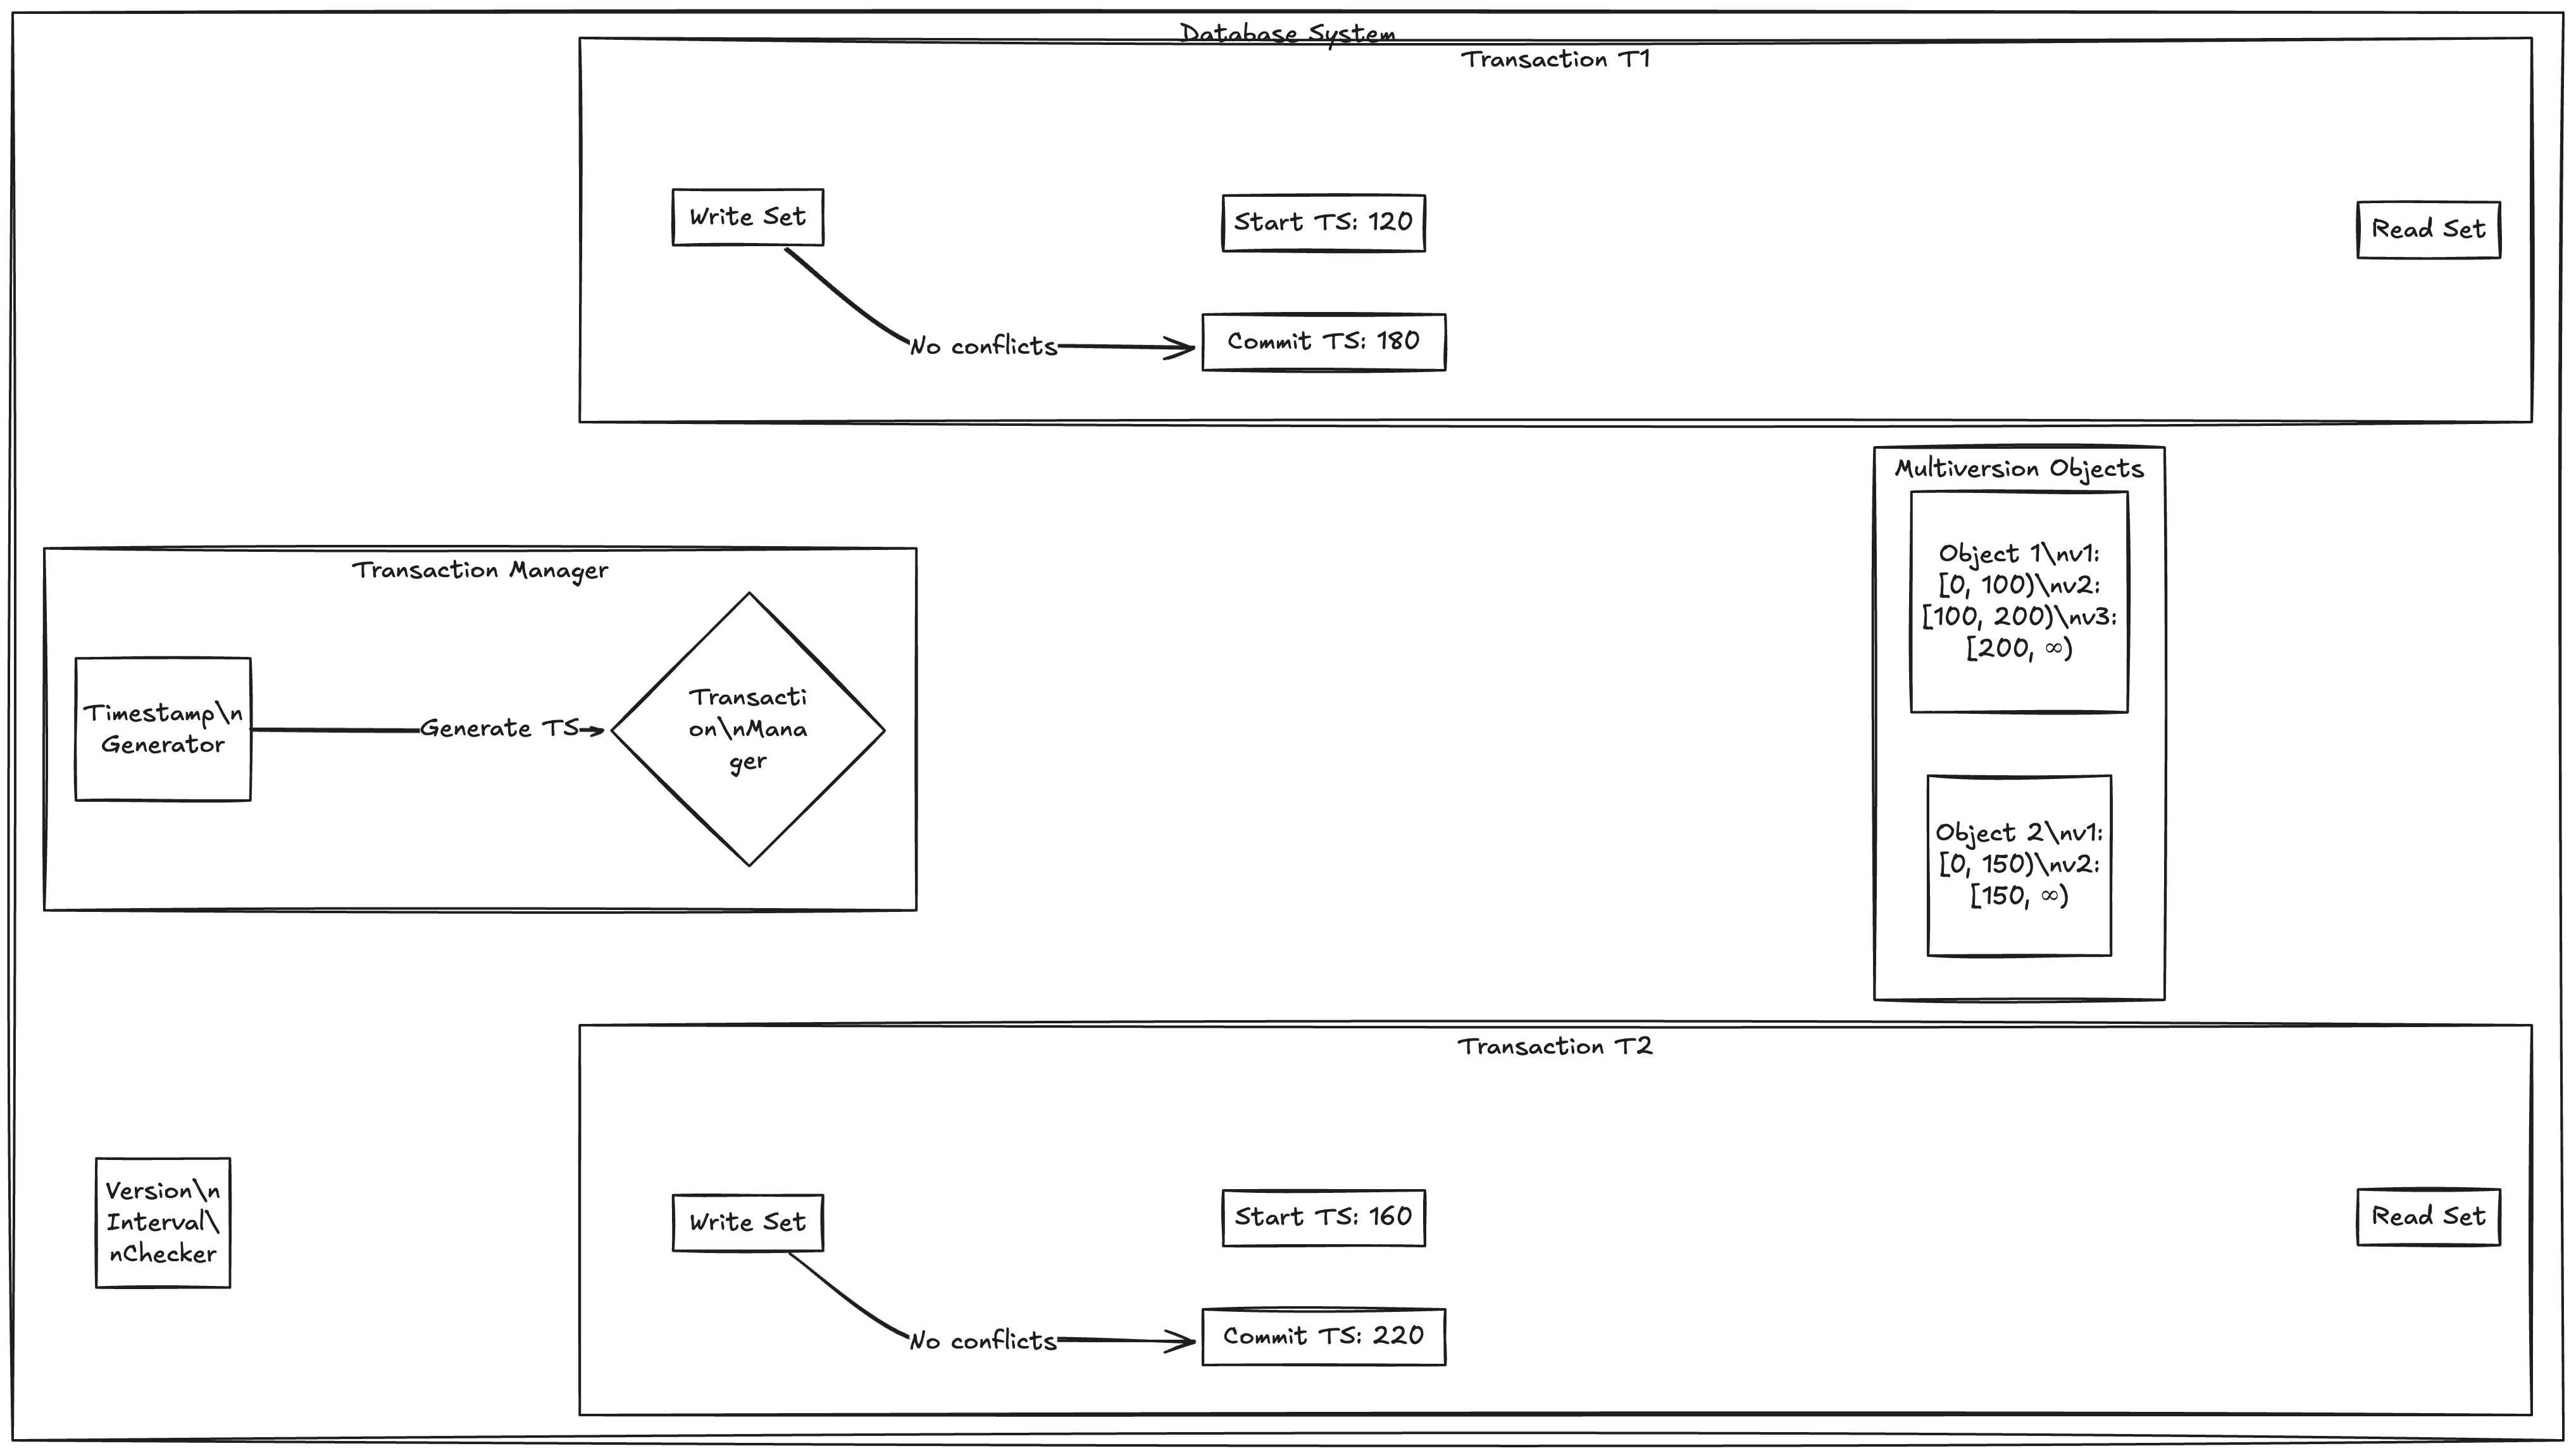 Database System
Transaction T1
Write Set
Start TS: 120
Read Set
No conflicts
Commit TS: 180
Multiversion Objects
Object 1\nv1:
[0, 100)\nv2:
[100, 200)\nv3:
[200, ∞)
Transaction Manager
Timestamp\n
Generator
Generate TS
Transacti
on\nMana
ger
Object 2\nv1:
[0, 150)\nv2:
[150, ∞)
Transaction T2
Version\n
Interval\
nChecker
Write Set
Start TS: 160
Read Set
No conflicts
Commit TS: 220